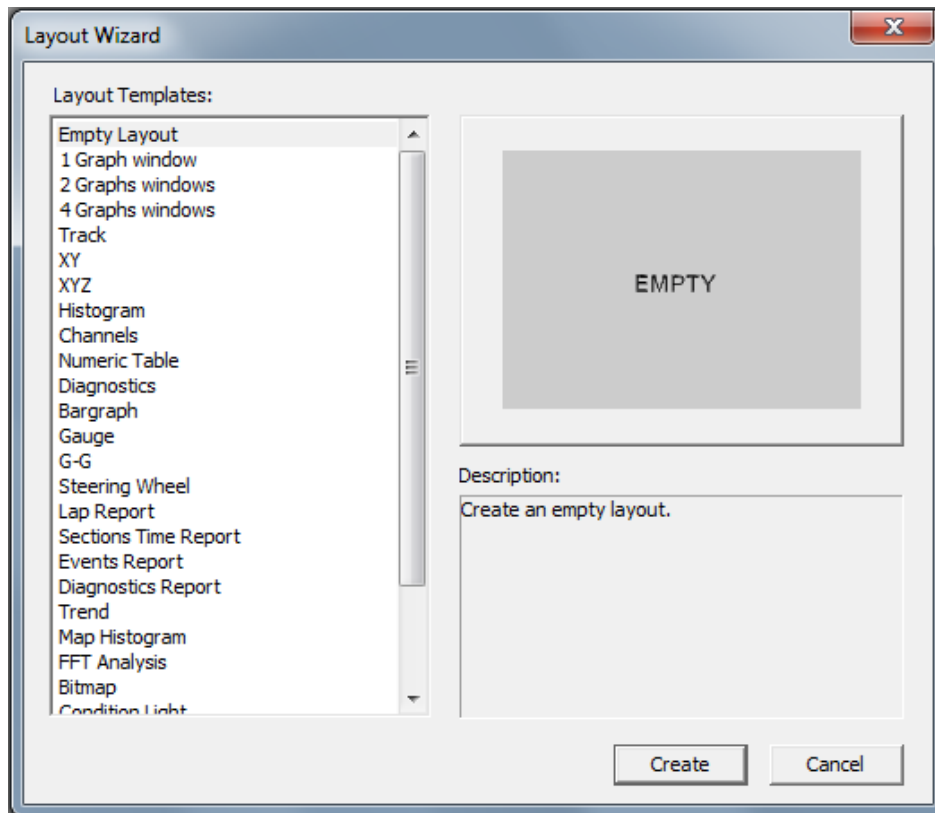 Layout Wizard
Layout Templates:
Empty Layout
1 Graph window
2 Graphs windows
4 Graphs windows
Track
XY
XYZ
Histogram
Channels
Numeric Table
Diagnostics
Bargraph
Gauge
G-G
Steering Wheel
Lap Report
Sections Time Report
Events Report
Diagnostics Report
Trend
Map Histogram
FFT Analysis
Bitmap
Condition Light
EMPTY
Description:
Create an empty layout.
Create
Cancel